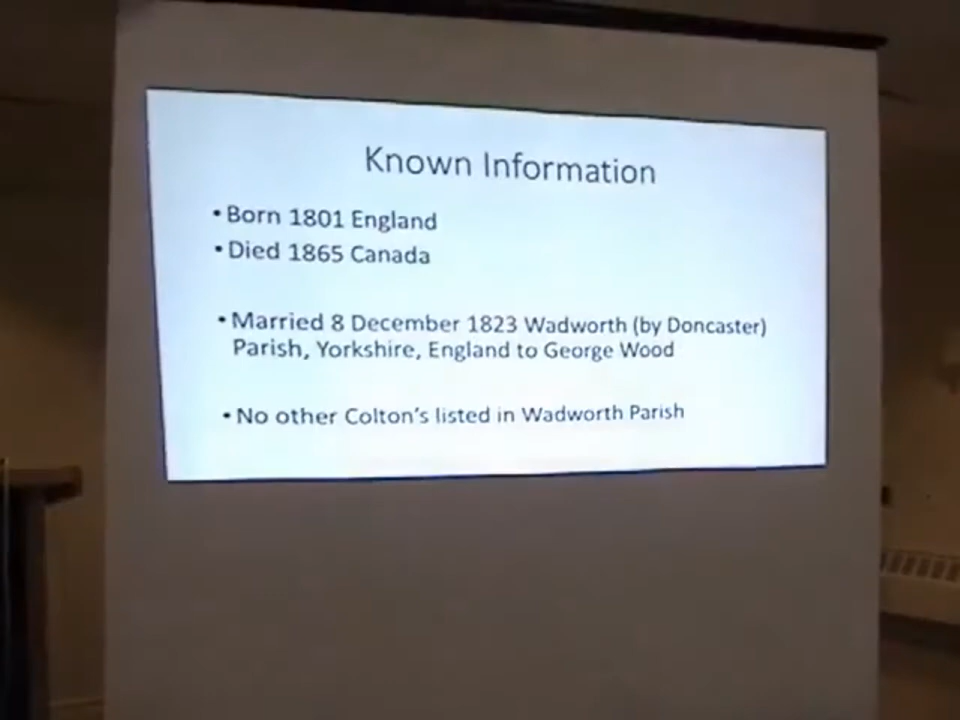 Known Information
• Born 1801 England
• Died 1865 Canada
• Married 8 December 1823 Wadworth (by Doncaster)
Parish, Yorkshire, England to George Wood
• No other Colton's listed in Wadworth Parish